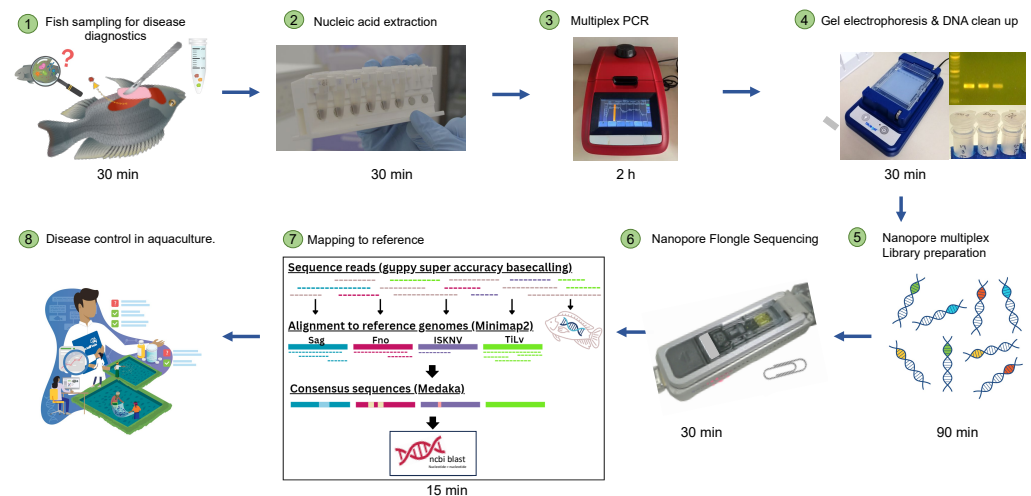 1 Fish sampling for disease
diagnostics
?
30 min
2 Nucleic acid extraction
30 min
3 Multiplex PCR
2 h
4 Gel electrophoresis & DNA clean up
30 min
5 Nanopore multiplex
Library preparation
90 min
6 Nanopore Flongle Sequencing
30 min
7 Mapping to reference
Sequence reads (guppy super accuracy basecalling)
Alignment to reference genomes (Minimap2)
Sag Fno ISKNV TiLv
Consensus sequences (Medaka)
ncbi blast
Nucleotide > nucleotide
15 min
8 Disease control in aquaculture.